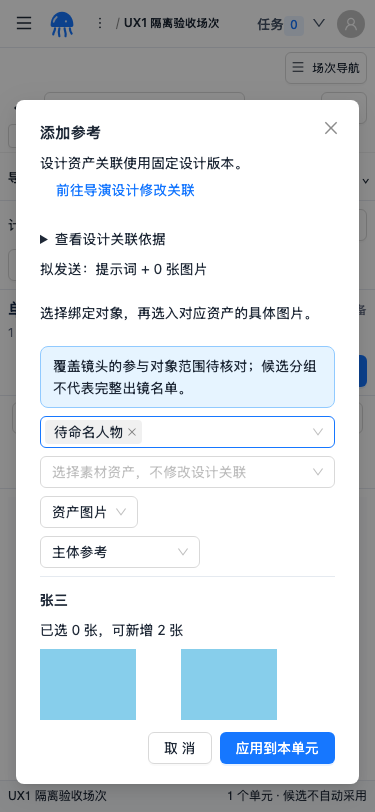 / UX1 隔离验收场次
任务 0
场次导航
添加参考
设计资产关联使用固定设计版本。
前往导演设计修改关联
查看设计关联依据
拟发送：提示词 + 0 张图片
选择绑定对象，再选入对应资产的具体图片。
覆盖镜头的参与对象范围待核对；候选分组
不代表完整出镜名单。
待命名人物
选择素材资产，不修改设计关联
资产图片
主体参考
张三
已选 0 张，可新增 2 张
取 消
应用到本单元
UX1 隔离验收场次
1 个单元 · 候选不自动采用